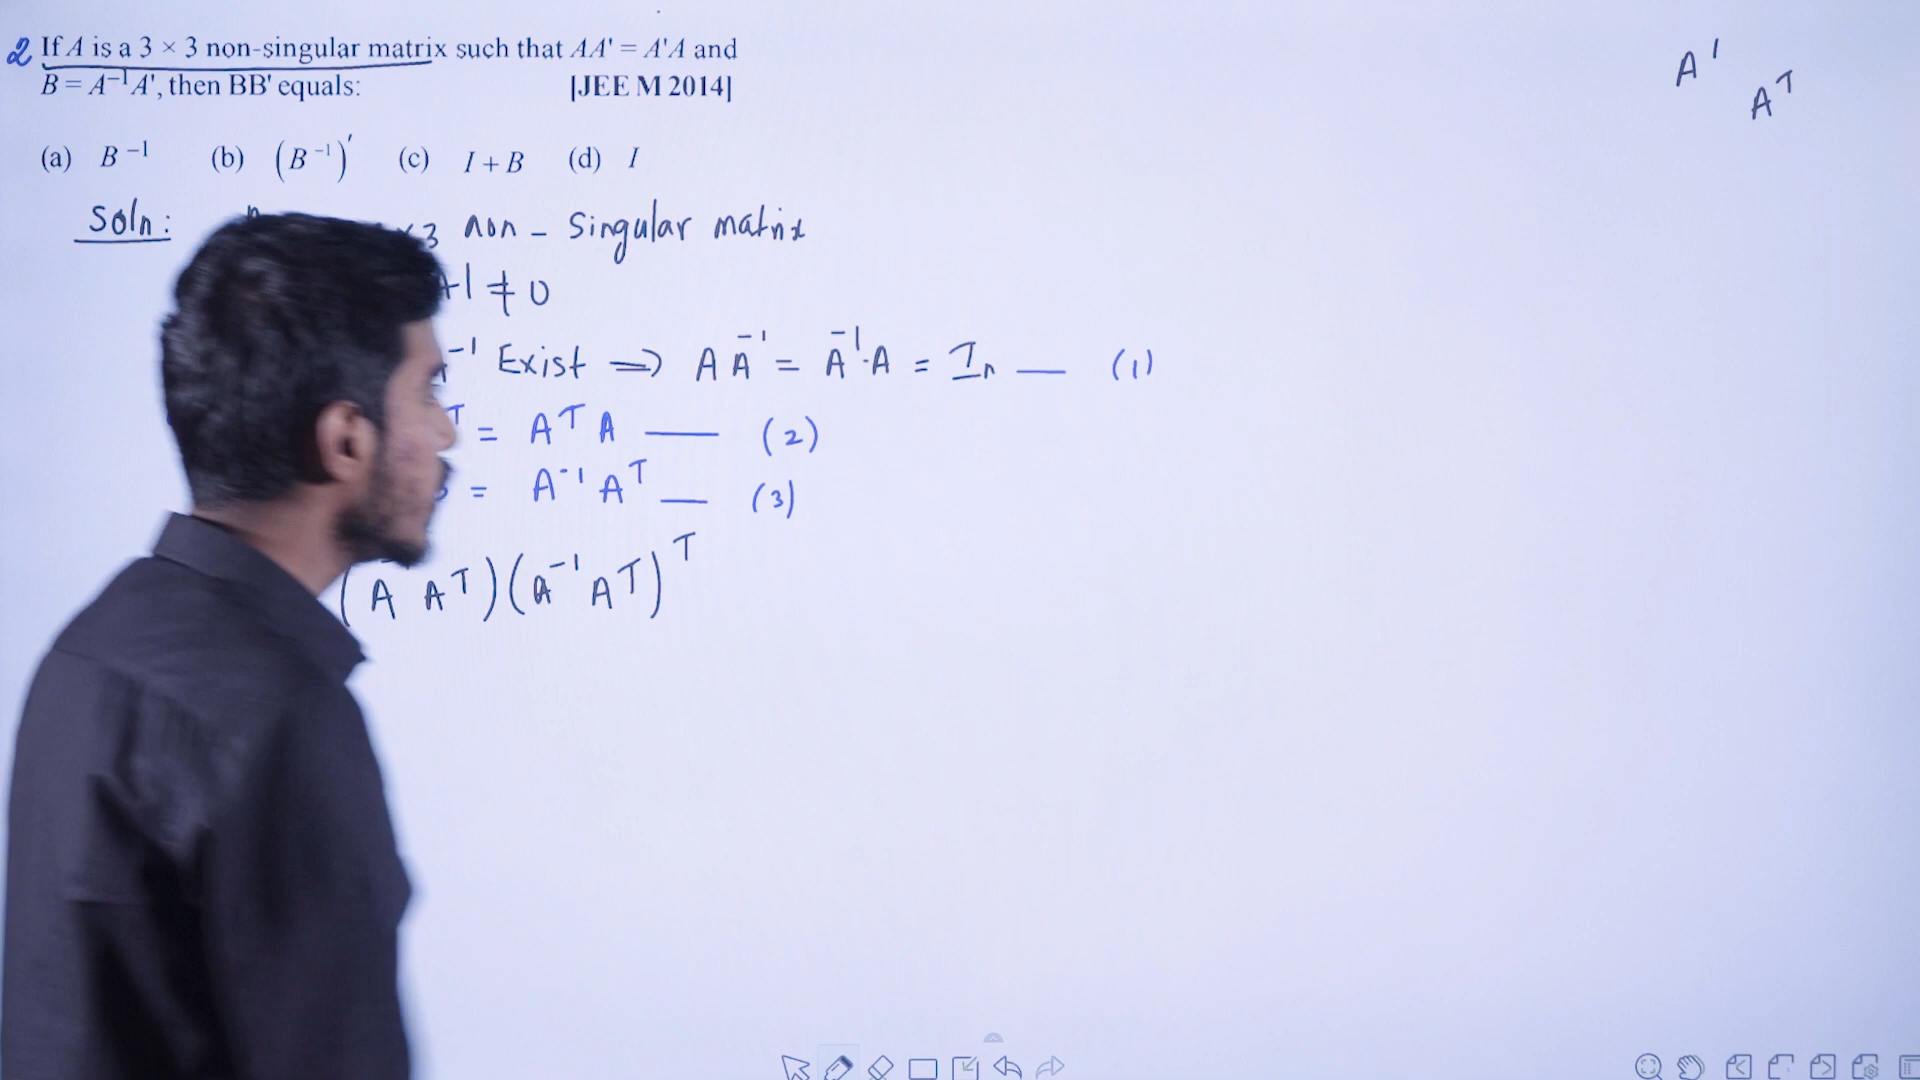 2 If A is a 3 × 3 non-singular matrix such that AA' = A'A and
B = A⁻¹A', then BB' equals: [JEE M 2014]
(a) B⁻¹ (b) (B⁻¹)' (c) I + B (d) I
A'
Aᵀ
Soln: ×3 non - singular matrix
| ≠ 0
⁻¹ Exist ⇒ A A⁻¹ = A⁻¹·A = Iₙ — (1)
ᵀ = Aᵀ A — (2)
= A⁻¹ Aᵀ — (3)
(A⁻ Aᵀ)(A⁻¹ Aᵀ)ᵀ